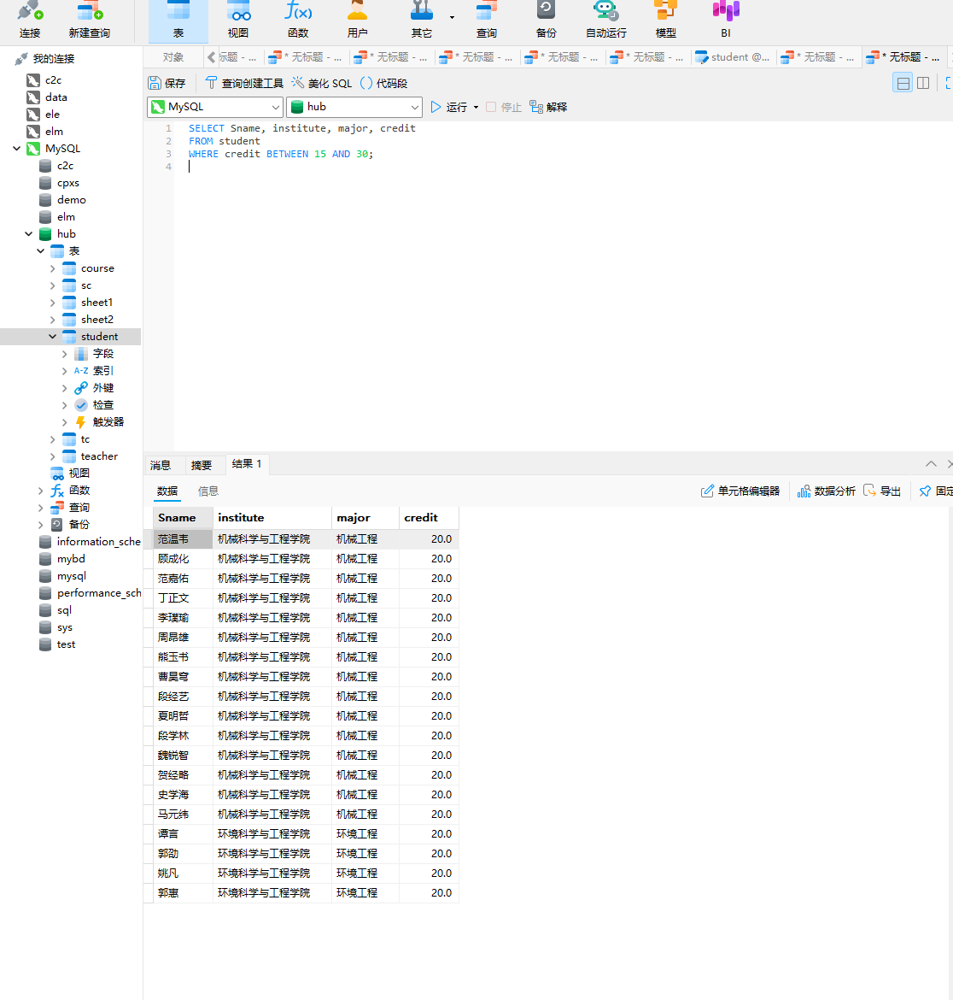 连接 新建查询 表 视图 函数 用户 其它 查询 备份 自动运行 模型 BI
我的连接
c2c
data
ele
elm
MySQL
c2c
cpxs
demo
elm
hub
表
course
sc
sheet1
sheet2
student
字段
A-Z 索引
外键
检查
触发器
tc
teacher
视图
函数
查询
备份
information_sche
mybd
mysql
performance_sch
sql
sys
test
对象 标题 - ... * 无标题 - ... * 无标题 - ... * 无标题 - ... * 无标题 - ... * 无标题 - ... student @... * 无标题 - ... * 无标题 - ...
保存 查询创建工具 美化 SQL () 代码段
MySQL hub 运行 停止 解释
1 SELECT Sname, institute, major, credit
2 FROM student
3 WHERE credit BETWEEN 15 AND 30;
4
消息 摘要 结果 1
数据 信息 单元格编辑器 数据分析 导出 固定
Sname institute major credit
范温韦 机械科学与工程学院 机械工程 20.0
顾成化 机械科学与工程学院 机械工程 20.0
范嘉佑 机械科学与工程学院 机械工程 20.0
丁正文 机械科学与工程学院 机械工程 20.0
李璞瑜 机械科学与工程学院 机械工程 20.0
周昂雄 机械科学与工程学院 机械工程 20.0
熊玉书 机械科学与工程学院 机械工程 20.0
曹昊穹 机械科学与工程学院 机械工程 20.0
段经艺 机械科学与工程学院 机械工程 20.0
夏明哲 机械科学与工程学院 机械工程 20.0
段学林 机械科学与工程学院 机械工程 20.0
魏锐智 机械科学与工程学院 机械工程 20.0
贺经略 机械科学与工程学院 机械工程 20.0
史学海 机械科学与工程学院 机械工程 20.0
马元纬 机械科学与工程学院 机械工程 20.0
谭言 环境科学与工程学院 环境工程 20.0
郭劭 环境科学与工程学院 环境工程 20.0
姚凡 环境科学与工程学院 环境工程 20.0
郭惠 环境科学与工程学院 环境工程 20.0